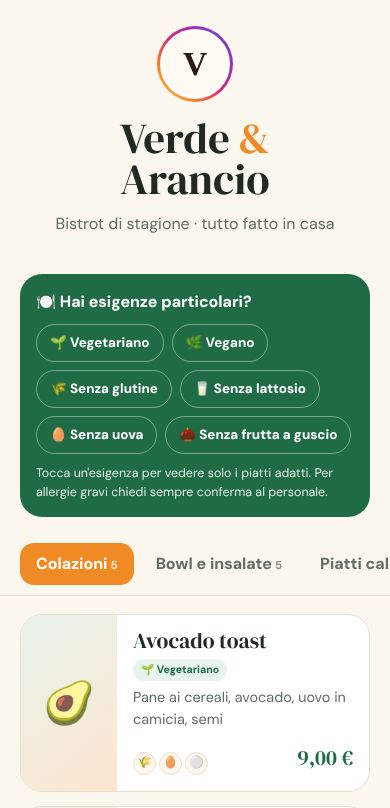 V
Verde &
Arancio
Bistrot di stagione · tutto fatto in casa
🍽️ Hai esigenze particolari?
🌱 Vegetariano 🌿 Vegano
🌾 Senza glutine 🥛 Senza lattosio
🥚 Senza uova 🌰 Senza frutta a guscio
Tocca un'esigenza per vedere solo i piatti adatti. Per
allergie gravi chiedi sempre conferma al personale.
Colazioni 5 Bowl e insalate 5 Piatti cal
Avocado toast
🌱 Vegetariano
Pane ai cereali, avocado, uovo in
camicia, semi
9,00 €